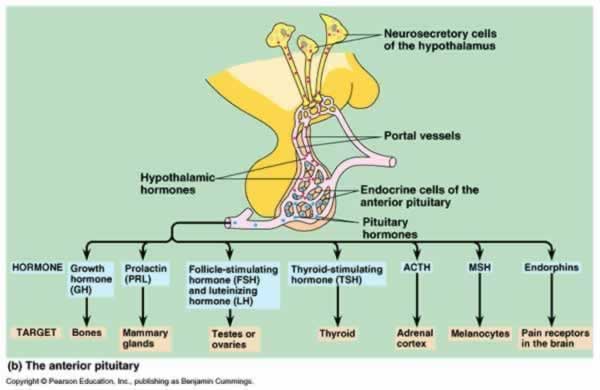 Neurosecretory cells
of the hypothalamus
Portal vessels
Hypothalamic
hormones
Endocrine cells of the
anterior pituitary
Pituitary
hormones
HORMONE
Growth
hormone
(GH)
Prolactin
(PRL)
Follicle-stimulating
hormone (FSH)
and luteinizing
hormone (LH)
Thyroid-stimulating
hormone (TSH)
ACTH
MSH
Endorphins
TARGET
Bones
Mammary
glands
Testes or
ovaries
Thyroid
Adrenal
cortex
Melanocytes
Pain receptors
in the brain
(b) The anterior pituitary
Copyright © Pearson Education, Inc., publishing as Benjamin Cummings.